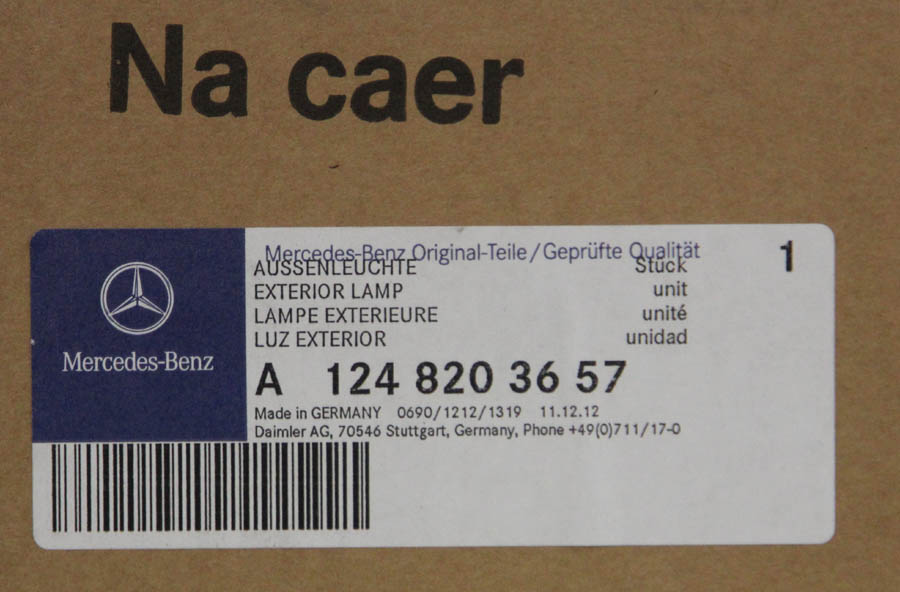 Na caer
Mercedes-Benz Original-Teile/Geprüfte Qualität 1
AUSSENLEUCHTE Stück
EXTERIOR LAMP unit
LAMPE EXTERIEURE unité
LUZ EXTERIOR unidad
Mercedes-Benz
A 124 820 36 57
Made in GERMANY 0690/1212/1319 11.12.12
Daimler AG, 70546 Stuttgart, Germany, Phone +49(0)711/17-0